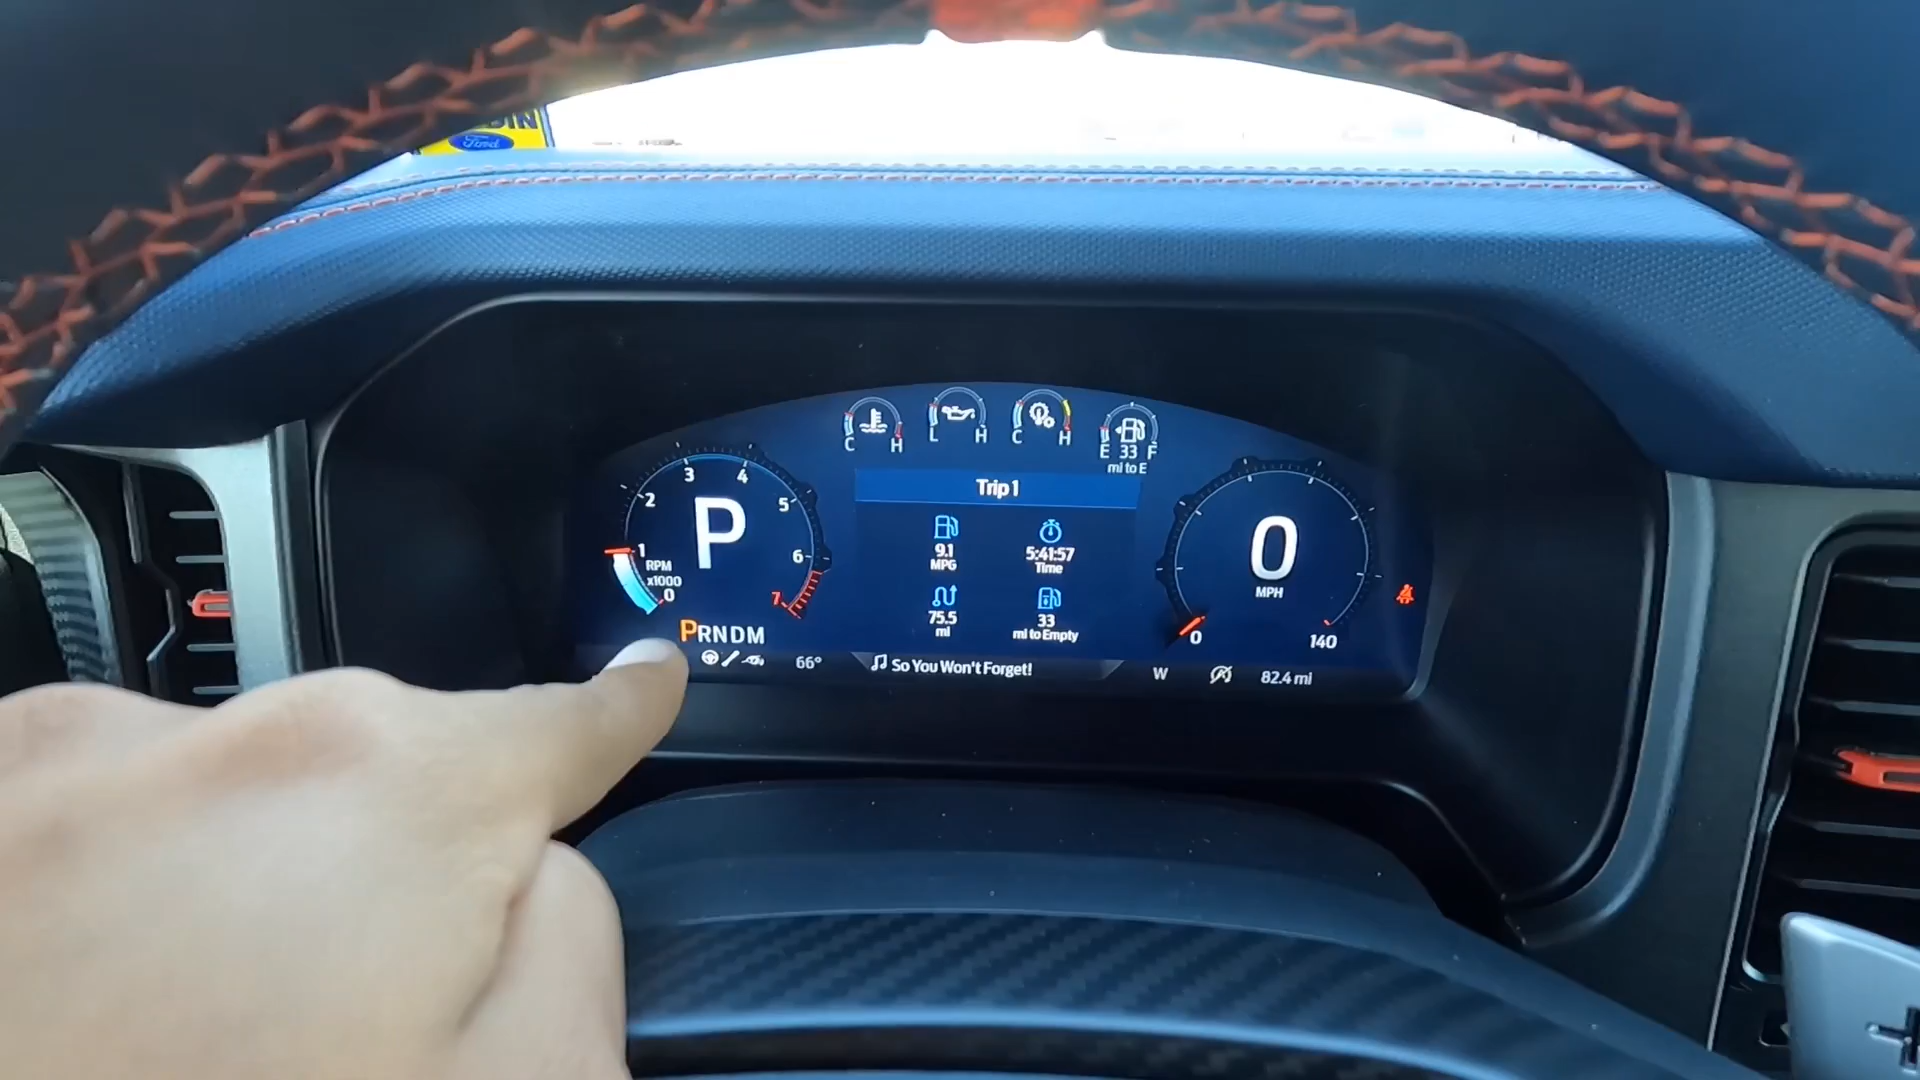 Ford
C H
L H
C H
E 33 F
mi to E
Trip 1
9.1
MPG
5:41:57
Time
75.5
mi
33
mi to Empty
0
1
2
3
4
5
6
7
RPM
x1000
P
PRNDM
66°
So You Won't Forget!
0
MPH
0
140
W
82.4 mi